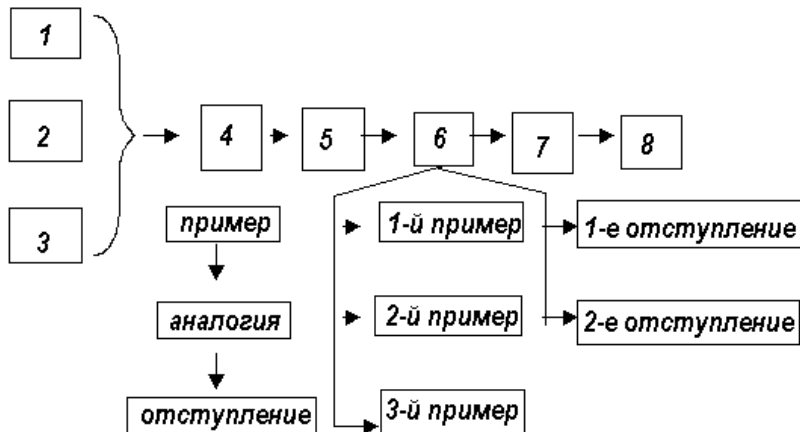 1
2
3
4
5
6
7
8
пример
аналогия
отступление
1-й пример
2-й пример
3-й пример
1-е отступление
2-е отступление